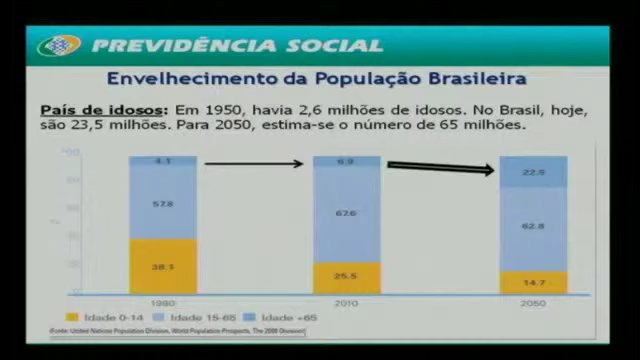 PREVIDÊNCIA SOCIAL
Envelhecimento da População Brasileira
País de idosos: Em 1950, havia 2,6 milhões de idosos. No Brasil, hoje,
são 23,5 milhões. Para 2050, estima-se o número de 65 milhões.
4.1 6.9 22.5
57.8 67.6 62.8
38.1 25.5 14.7
2010 2050
Idade 0-14 Idade 15-65 Idade +65
(Fonte: United Nations Population Division, World Population Prospects, The 2008 Division)